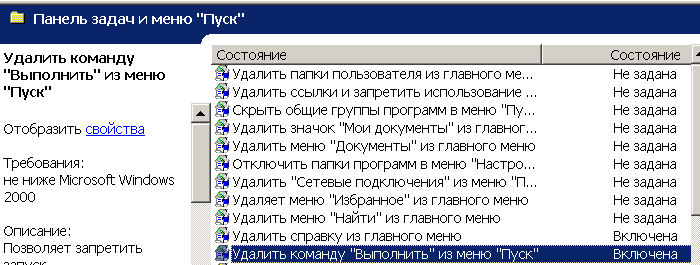 Панель задач и меню "Пуск"
Удалить команду
"Выполнить" из меню
"Пуск"
Отобразить свойства
Требования:
не ниже Microsoft Windows
2000
Описание:
Позволяет запретить
запуск
Состояние Состояние
Удалить папки пользователя из главного ме... Не задана
Удалить ссылки и запретить использование ... Не задана
Скрыть общие группы программ в меню "Пу... Не задана
Удалить значок "Мои документы" из главног... Не задана
Удалить меню "Документы" из главного меню Не задана
Отключить папки программ в меню "Настро... Не задана
Удалить "Сетевые подключения" из меню "П... Не задана
Удаляет меню "Избранное" из главного меню Не задана
Удалить меню "Найти" из главного меню Не задана
Удалить справку из главного меню Включена
Удалить команду "Выполнить" из меню "Пуск" Включена